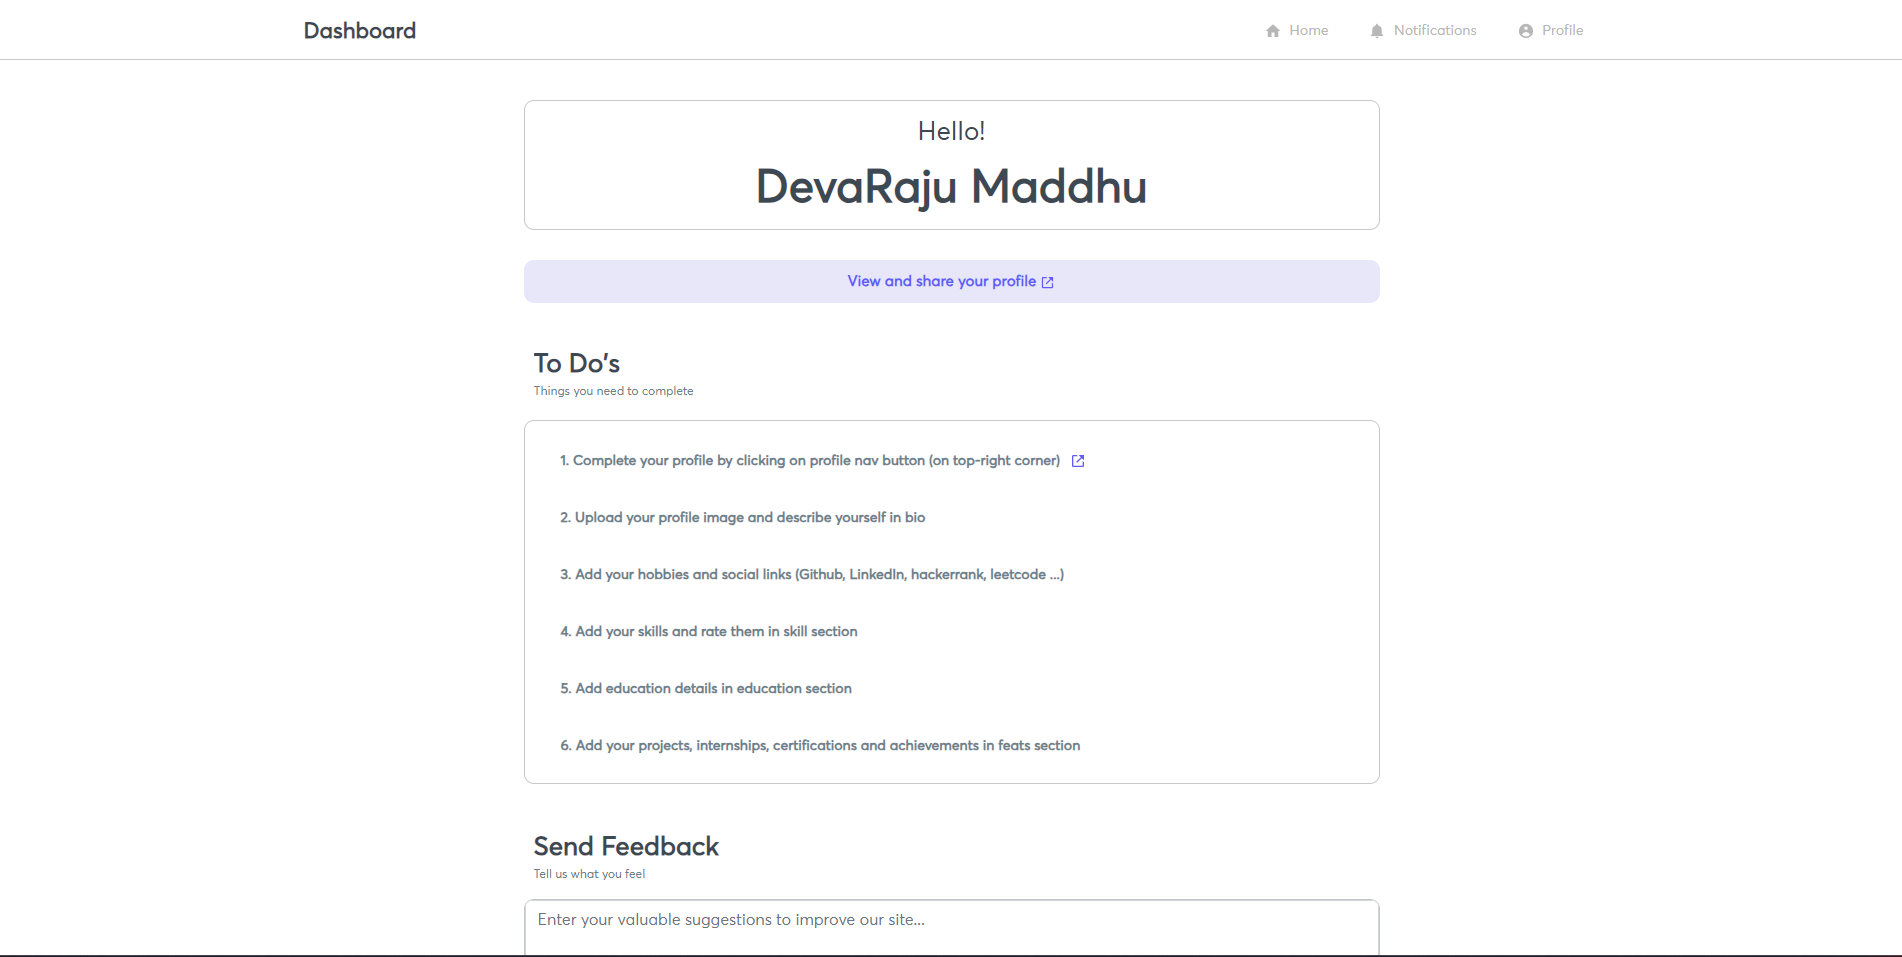 Dashboard
Home
Notifications
Profile
Hello!
DevaRaju Maddhu
View and share your profile
To Do's
Things you need to complete
1. Complete your profile by clicking on profile nav button (on top-right corner)
2. Upload your profile image and describe yourself in bio
3. Add your hobbies and social links (Github, LinkedIn, hackerrank, leetcode ...)
4. Add your skills and rate them in skill section
5. Add education details in education section
6. Add your projects, internships, certifications and achievements in feats section
Send Feedback
Tell us what you feel
Enter your valuable suggestions to improve our site...